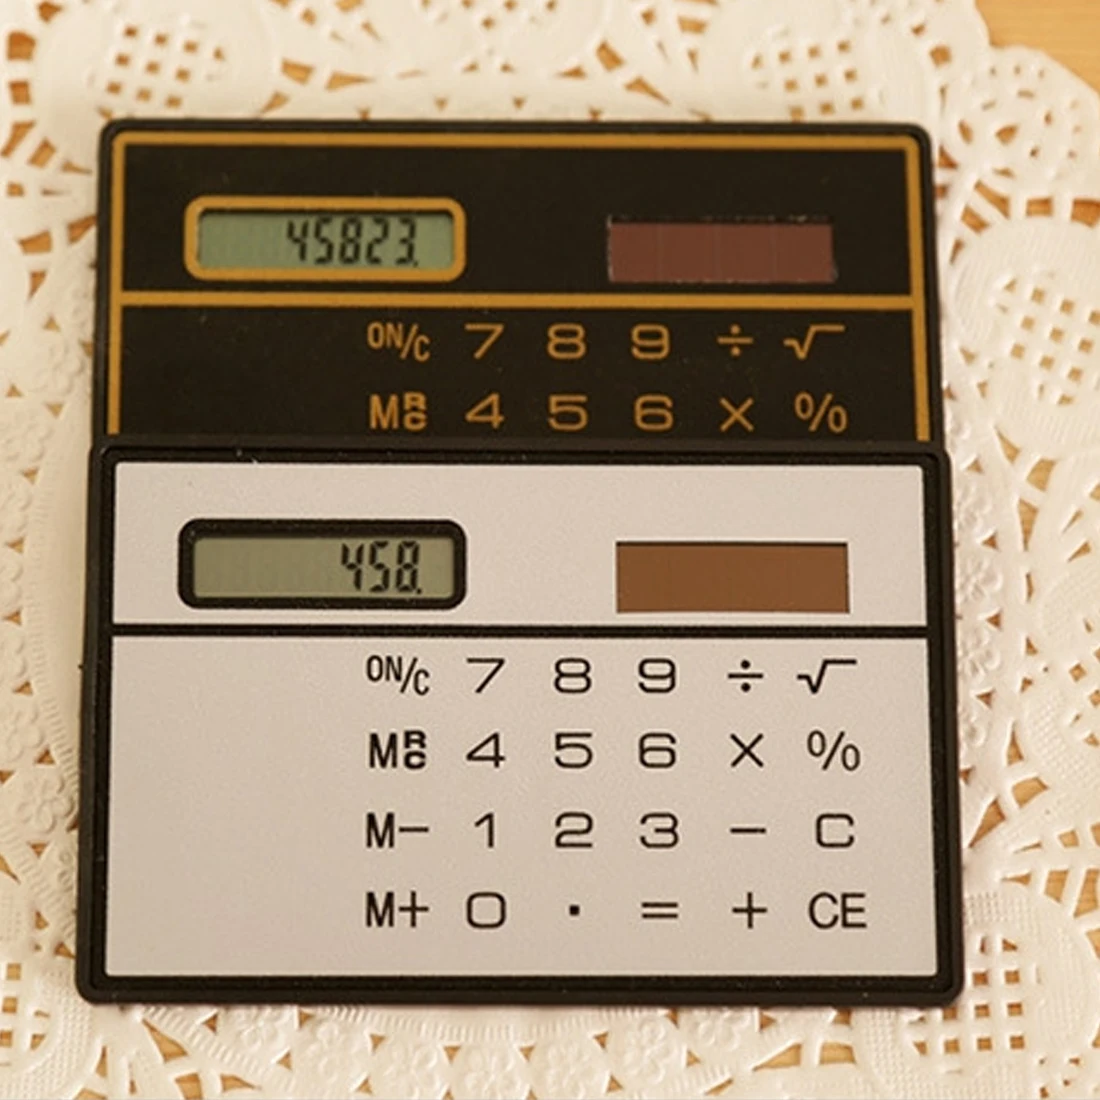 45823.
ON/C 7 8 9 ÷ √
MRC 4 5 6 × %
458.
ON/C 7 8 9 ÷ √
MRC 4 5 6 × %
M− 1 2 3 − C
M+ 0 · = + CE